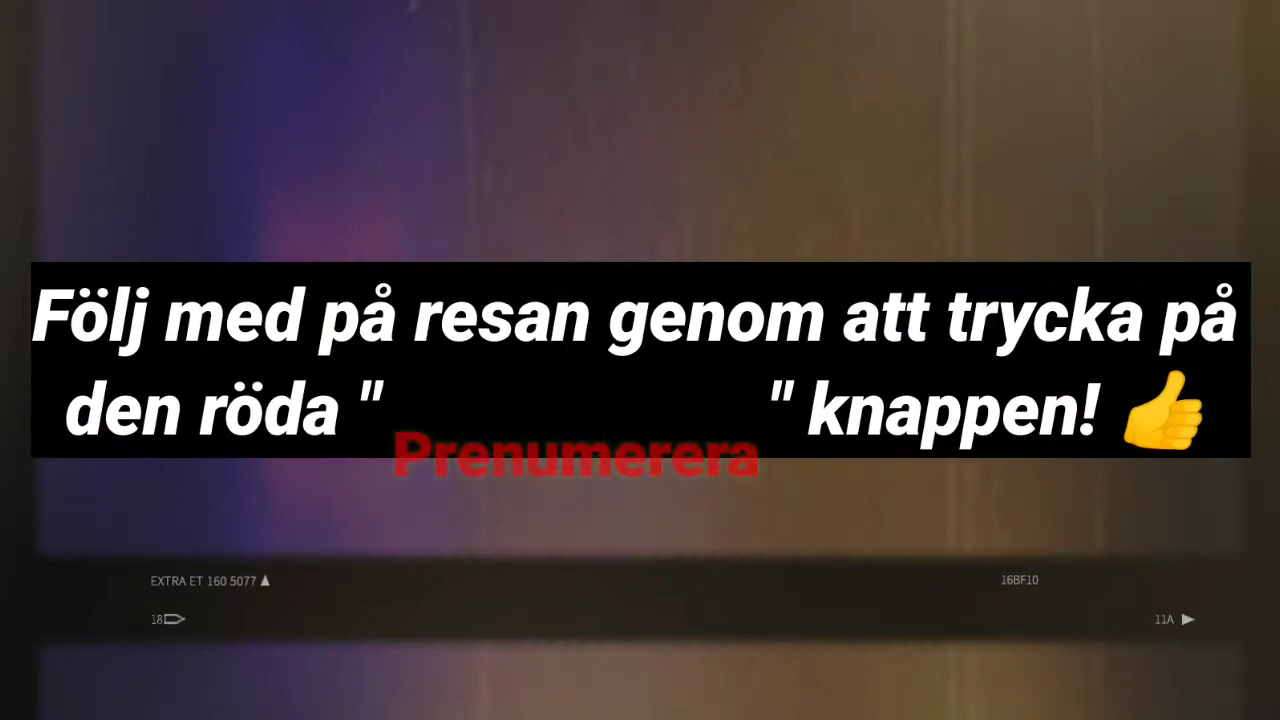 Följ med på resan genom att trycka på
den röda " " knappen! 👍
Prenumerera
EXTRA ET 160 5077 ▲ 16BF10
18 11A ▶